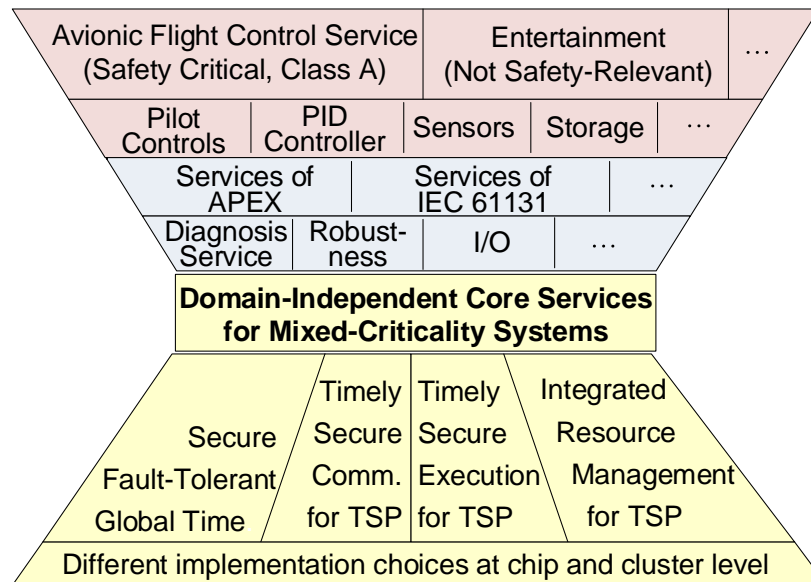 Avionic Flight Control Service
(Safety Critical, Class A)
Entertainment
(Not Safety-Relevant)
...
Pilot
Controls
PID
Controller
Sensors
Storage
...
Services of
APEX
Services of
IEC 61131
...
Diagnosis
Service
Robust-
ness
I/O
...
Domain-Independent Core Services
for Mixed-Criticality Systems
Secure
Fault-Tolerant
Global Time
Timely
Secure
Comm.
for TSP
Timely
Secure
Execution
for TSP
Integrated
Resource
Management
for TSP
Different implementation choices at chip and cluster level